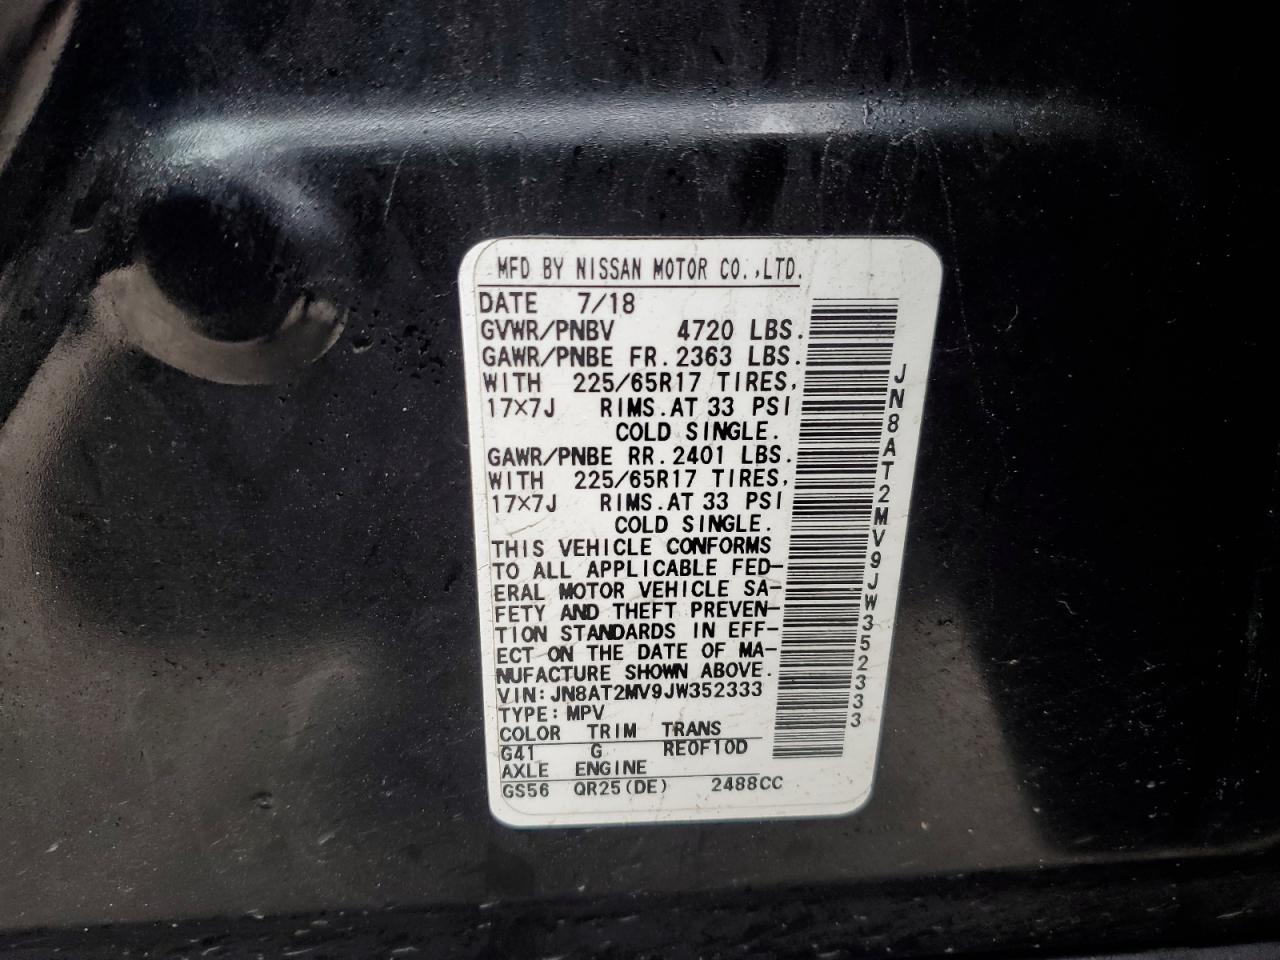 MFD BY NISSAN MOTOR CO.,LTD.
DATE 7/18
GVWR/PNBV 4720 LBS.
GAWR/PNBE FR.2363 LBS.
WITH 225/65R17 TIRES,
17×7J RIMS.AT 33 PSI
COLD SINGLE.
GAWR/PNBE RR.2401 LBS.
WITH 225/65R17 TIRES,
17×7J RIMS.AT 33 PSI
COLD SINGLE.
THIS VEHICLE CONFORMS
TO ALL APPLICABLE FED-
ERAL MOTOR VEHICLE SA-
FETY AND THEFT PREVEN-
TION STANDARDS IN EFF-
ECT ON THE DATE OF MA-
NUFACTURE SHOWN ABOVE.
VIN:JN8AT2MV9JW352333
TYPE:MPV
COLOR TRIM TRANS
G41 G RE0F10D
AXLE ENGINE
GS56 QR25(DE) 2488CC
JN8AT2MV9JW352333